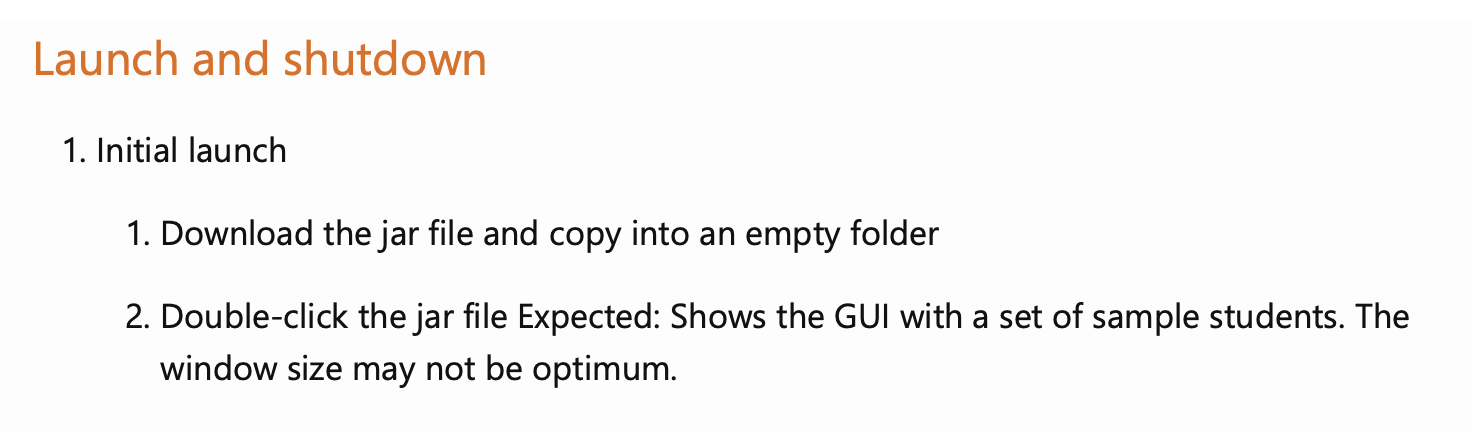 Launch and shutdown
1. Initial launch
1. Download the jar file and copy into an empty folder
2. Double-click the jar file Expected: Shows the GUI with a set of sample students. The
window size may not be optimum.